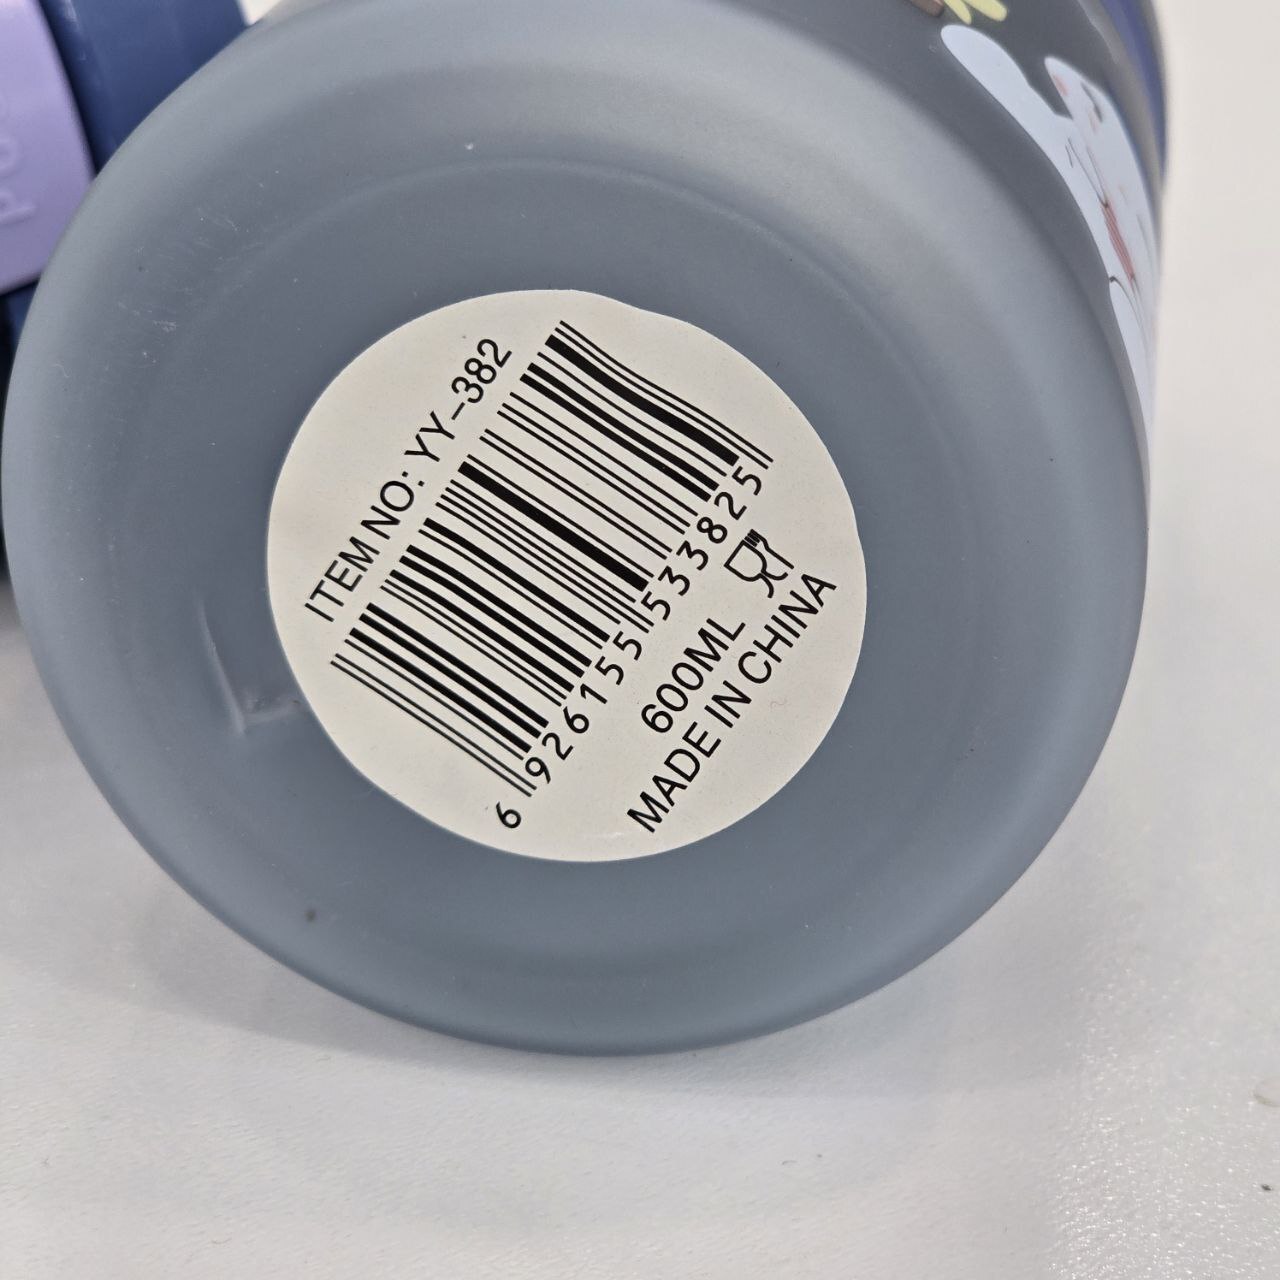 ITEM NO: YY-382
6 926155 533825
600ML
MADE IN CHINA